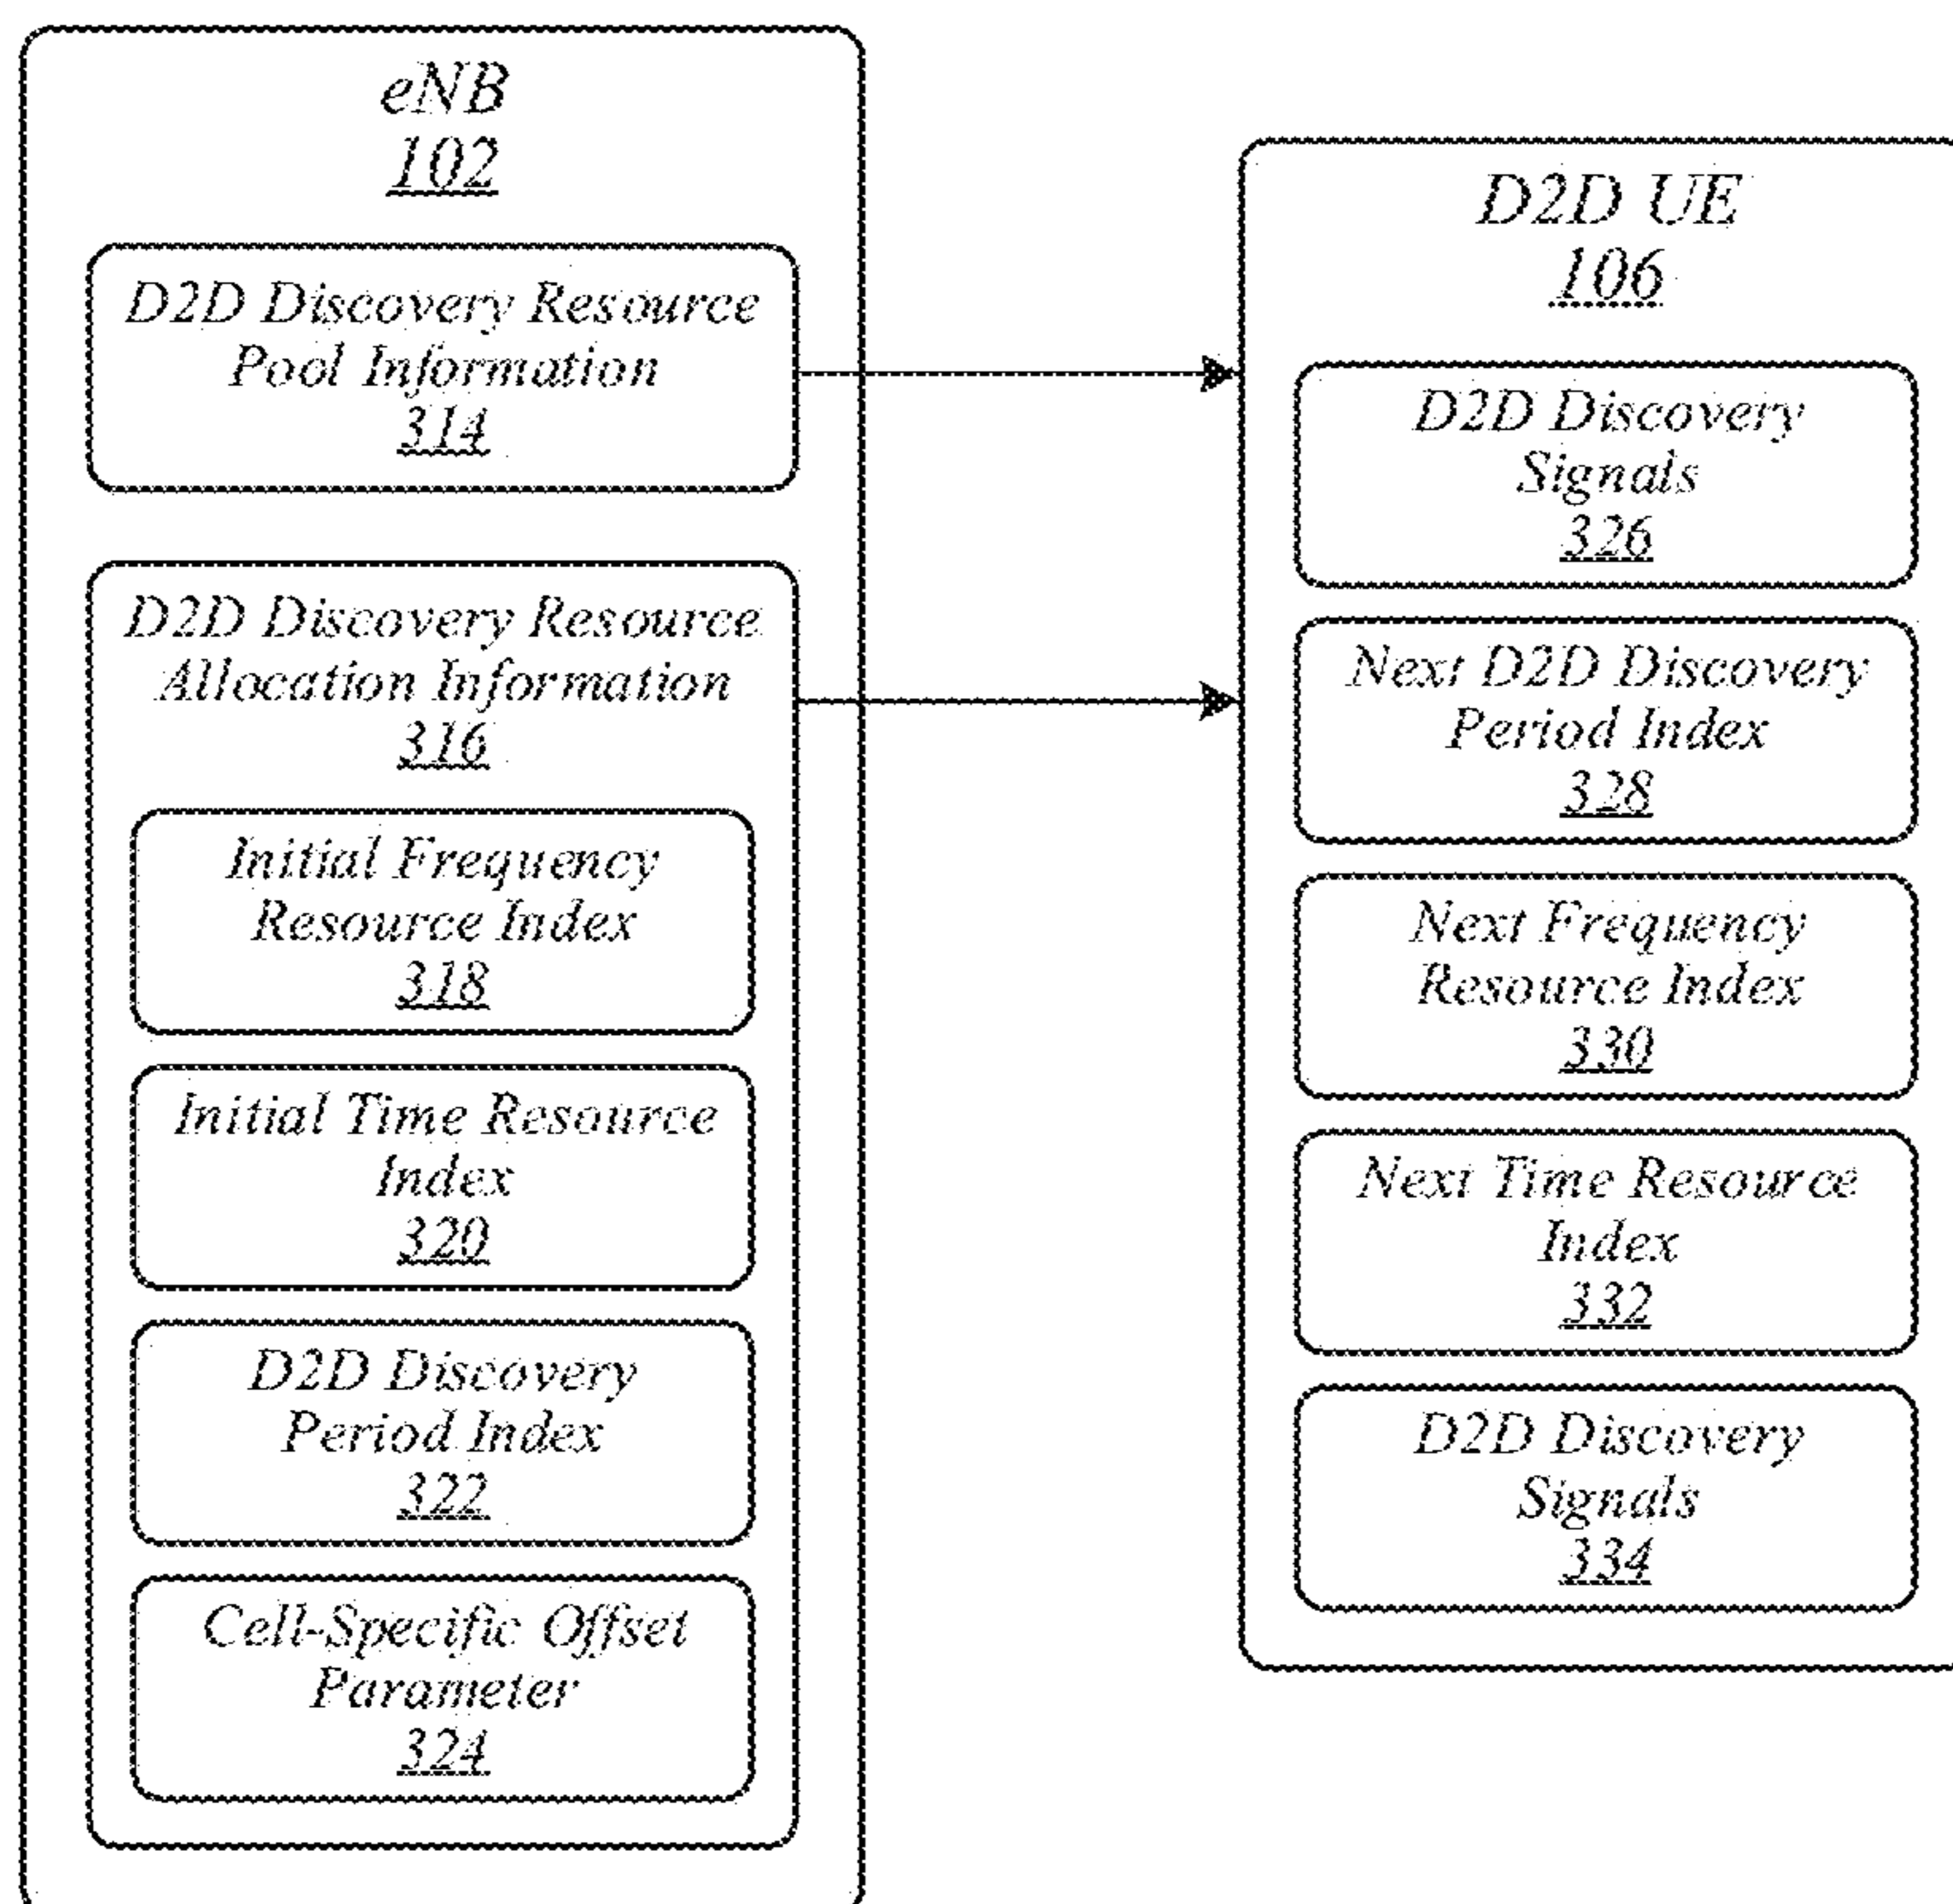 eNB
102
D2D Discovery Resource
Pool Information
314
D2D Discovery Resource
Allocation Information
316
Initial Frequency
Resource Index
318
Initial Time Resource
Index
320
D2D Discovery
Period Index
322
Cell-Specific Offset
Parameter
324
D2D UE
106
D2D Discovery
Signals
326
Next D2D Discovery
Period Index
328
Next Frequency
Resource Index
330
Next Time Resource
Index
332
D2D Discovery
Signals
334